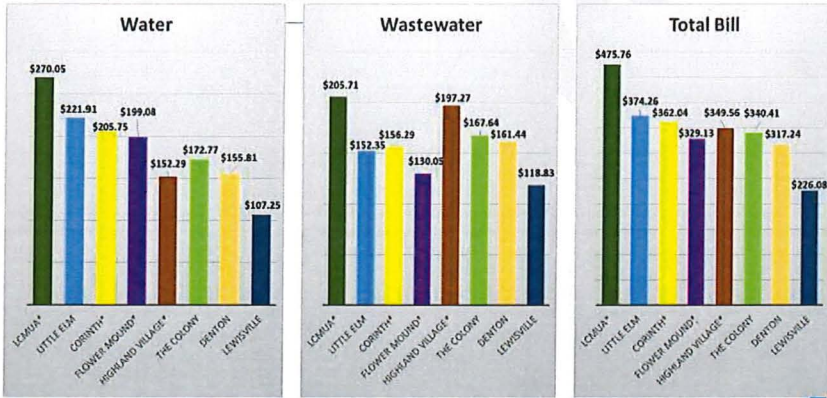 Water
$270.05
$221.91
$205.75
$199.08
$152.29
$172.77
$155.81
$107.25
LCMUA*
LITTLE ELM
CORINTH*
FLOWER MOUND*
HIGHLAND VILLAGE*
THE COLONY
DENTON
LEWISVILLE
Wastewater
$205.71
$152.35
$156.29
$130.05
$197.27
$167.64
$161.44
$118.83
LCMUA*
LITTLE ELM
CORINTH*
FLOWER MOUND*
HIGHLAND VILLAGE*
THE COLONY
DENTON
LEWISVILLE
Total Bill
$475.76
$374.26
$362.04
$329.13
$349.56
$340.41
$317.24
$226.08
LCMUA*
LITTLE ELM
CORINTH*
FLOWER MOUND*
HIGHLAND VILLAGE*
THE COLONY
DENTON
LEWISVILLE